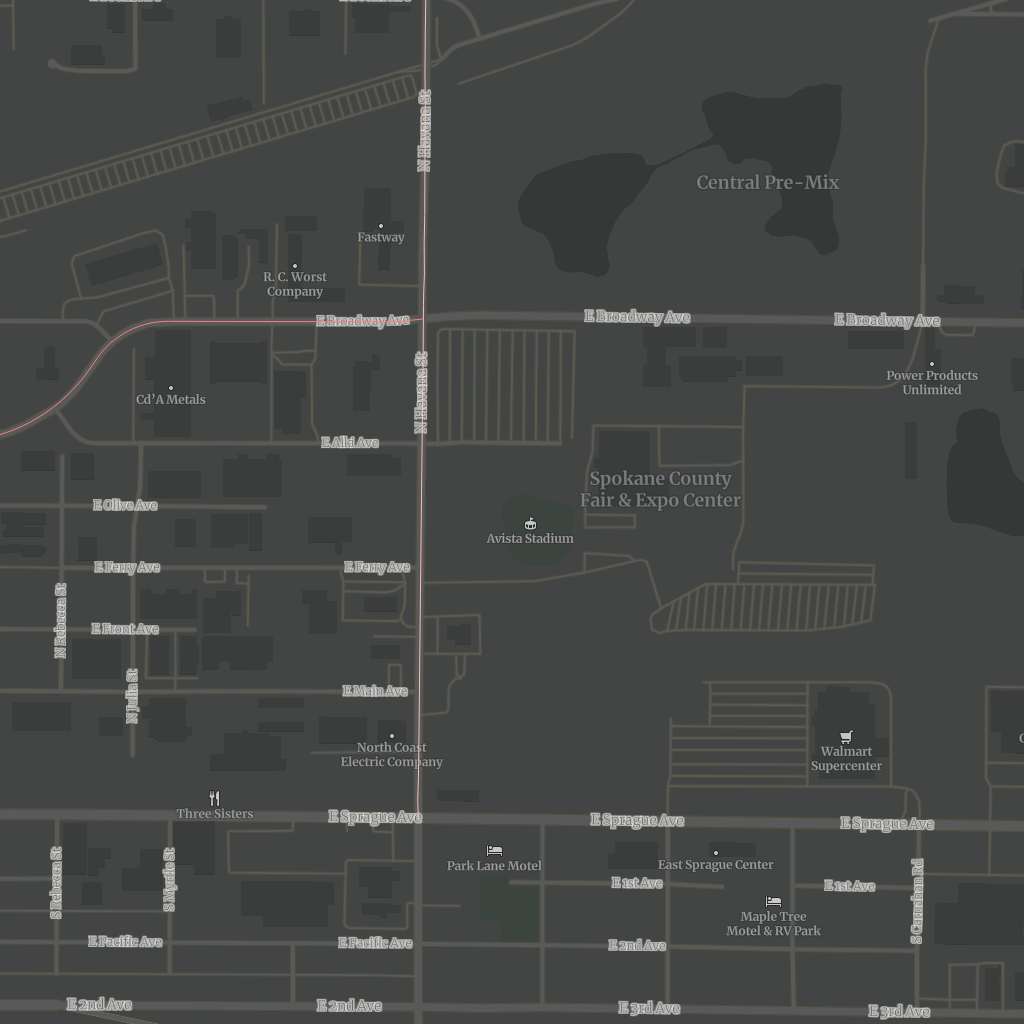 N Havana St
Central Pre-Mix
Fastway
R. C. Worst
Company
E Broadway Ave
E Broadway Ave
E Broadway Ave
N Havana St
Power Products
Unlimited
Cd'A Metals
E Alki Ave
Spokane County
Fair & Expo Center
E Olive Ave
Avista Stadium
E Ferry Ave
E Ferry Ave
N Rebecca St
E Front Ave
N Julia St
E Main Ave
North Coast
Electric Company
Walmart
Supercenter
Three Sisters
E Sprague Ave
E Sprague Ave
E Sprague Ave
Park Lane Motel
East Sprague Center
S Rebecca St
S Myrtle St
E 1st Ave
E 1st Ave
S Carnahan Rd
Maple Tree
Motel & RV Park
E Pacific Ave
E Pacific Ave
E 2nd Ave
E 2nd Ave
E 2nd Ave
E 3rd Ave
E 3rd Ave